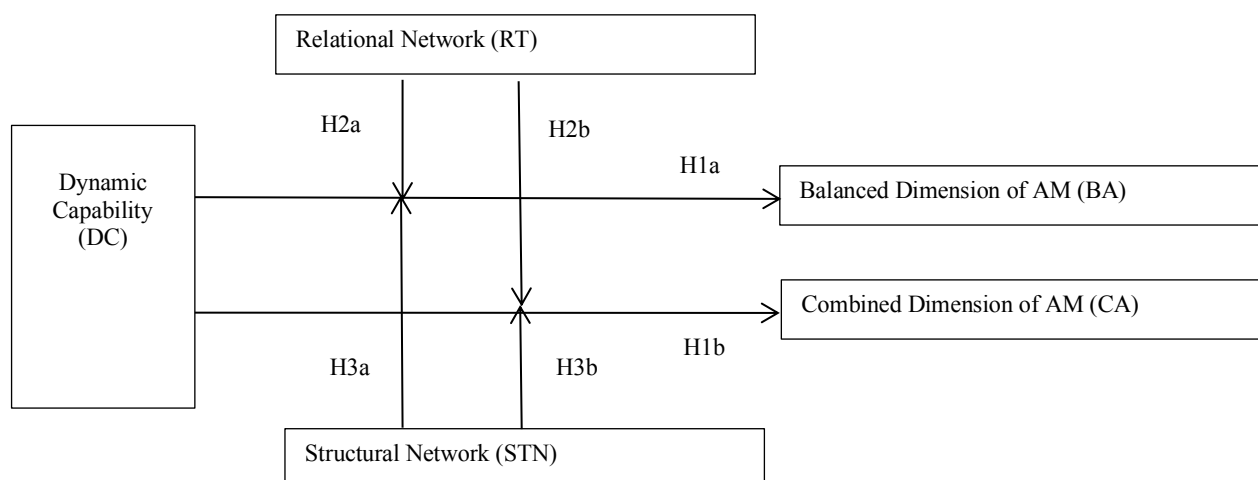 Relational Network (RT)
H2a
H2b
H1a
Dynamic
Capability
(DC)
Balanced Dimension of AM (BA)
Combined Dimension of AM (CA)
H1b
H3a
H3b
Structural Network (STN)